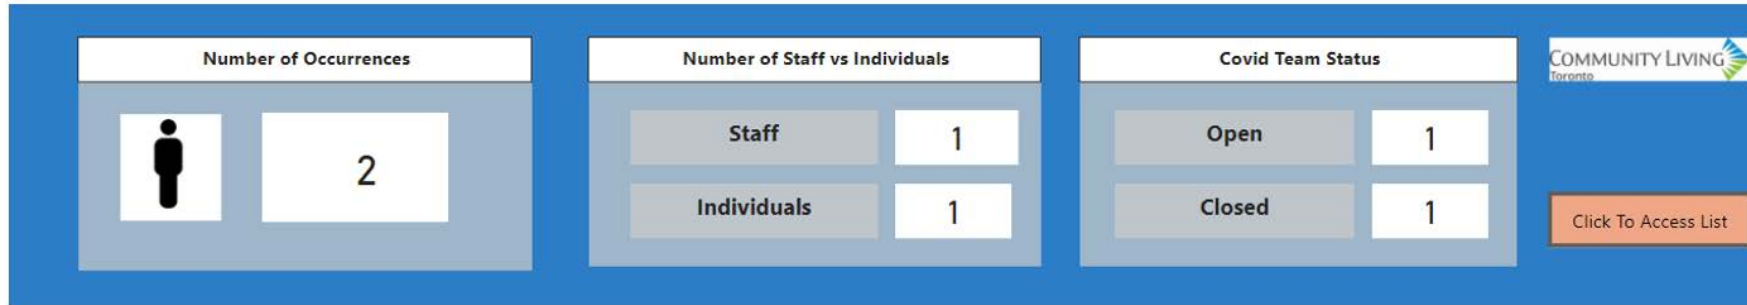 Number of Occurrences
2
Number of Staff vs Individuals
Staff 1
Individuals 1
Covid Team Status
Open 1
Closed 1
COMMUNITY LIVING
Toronto
Click To Access List